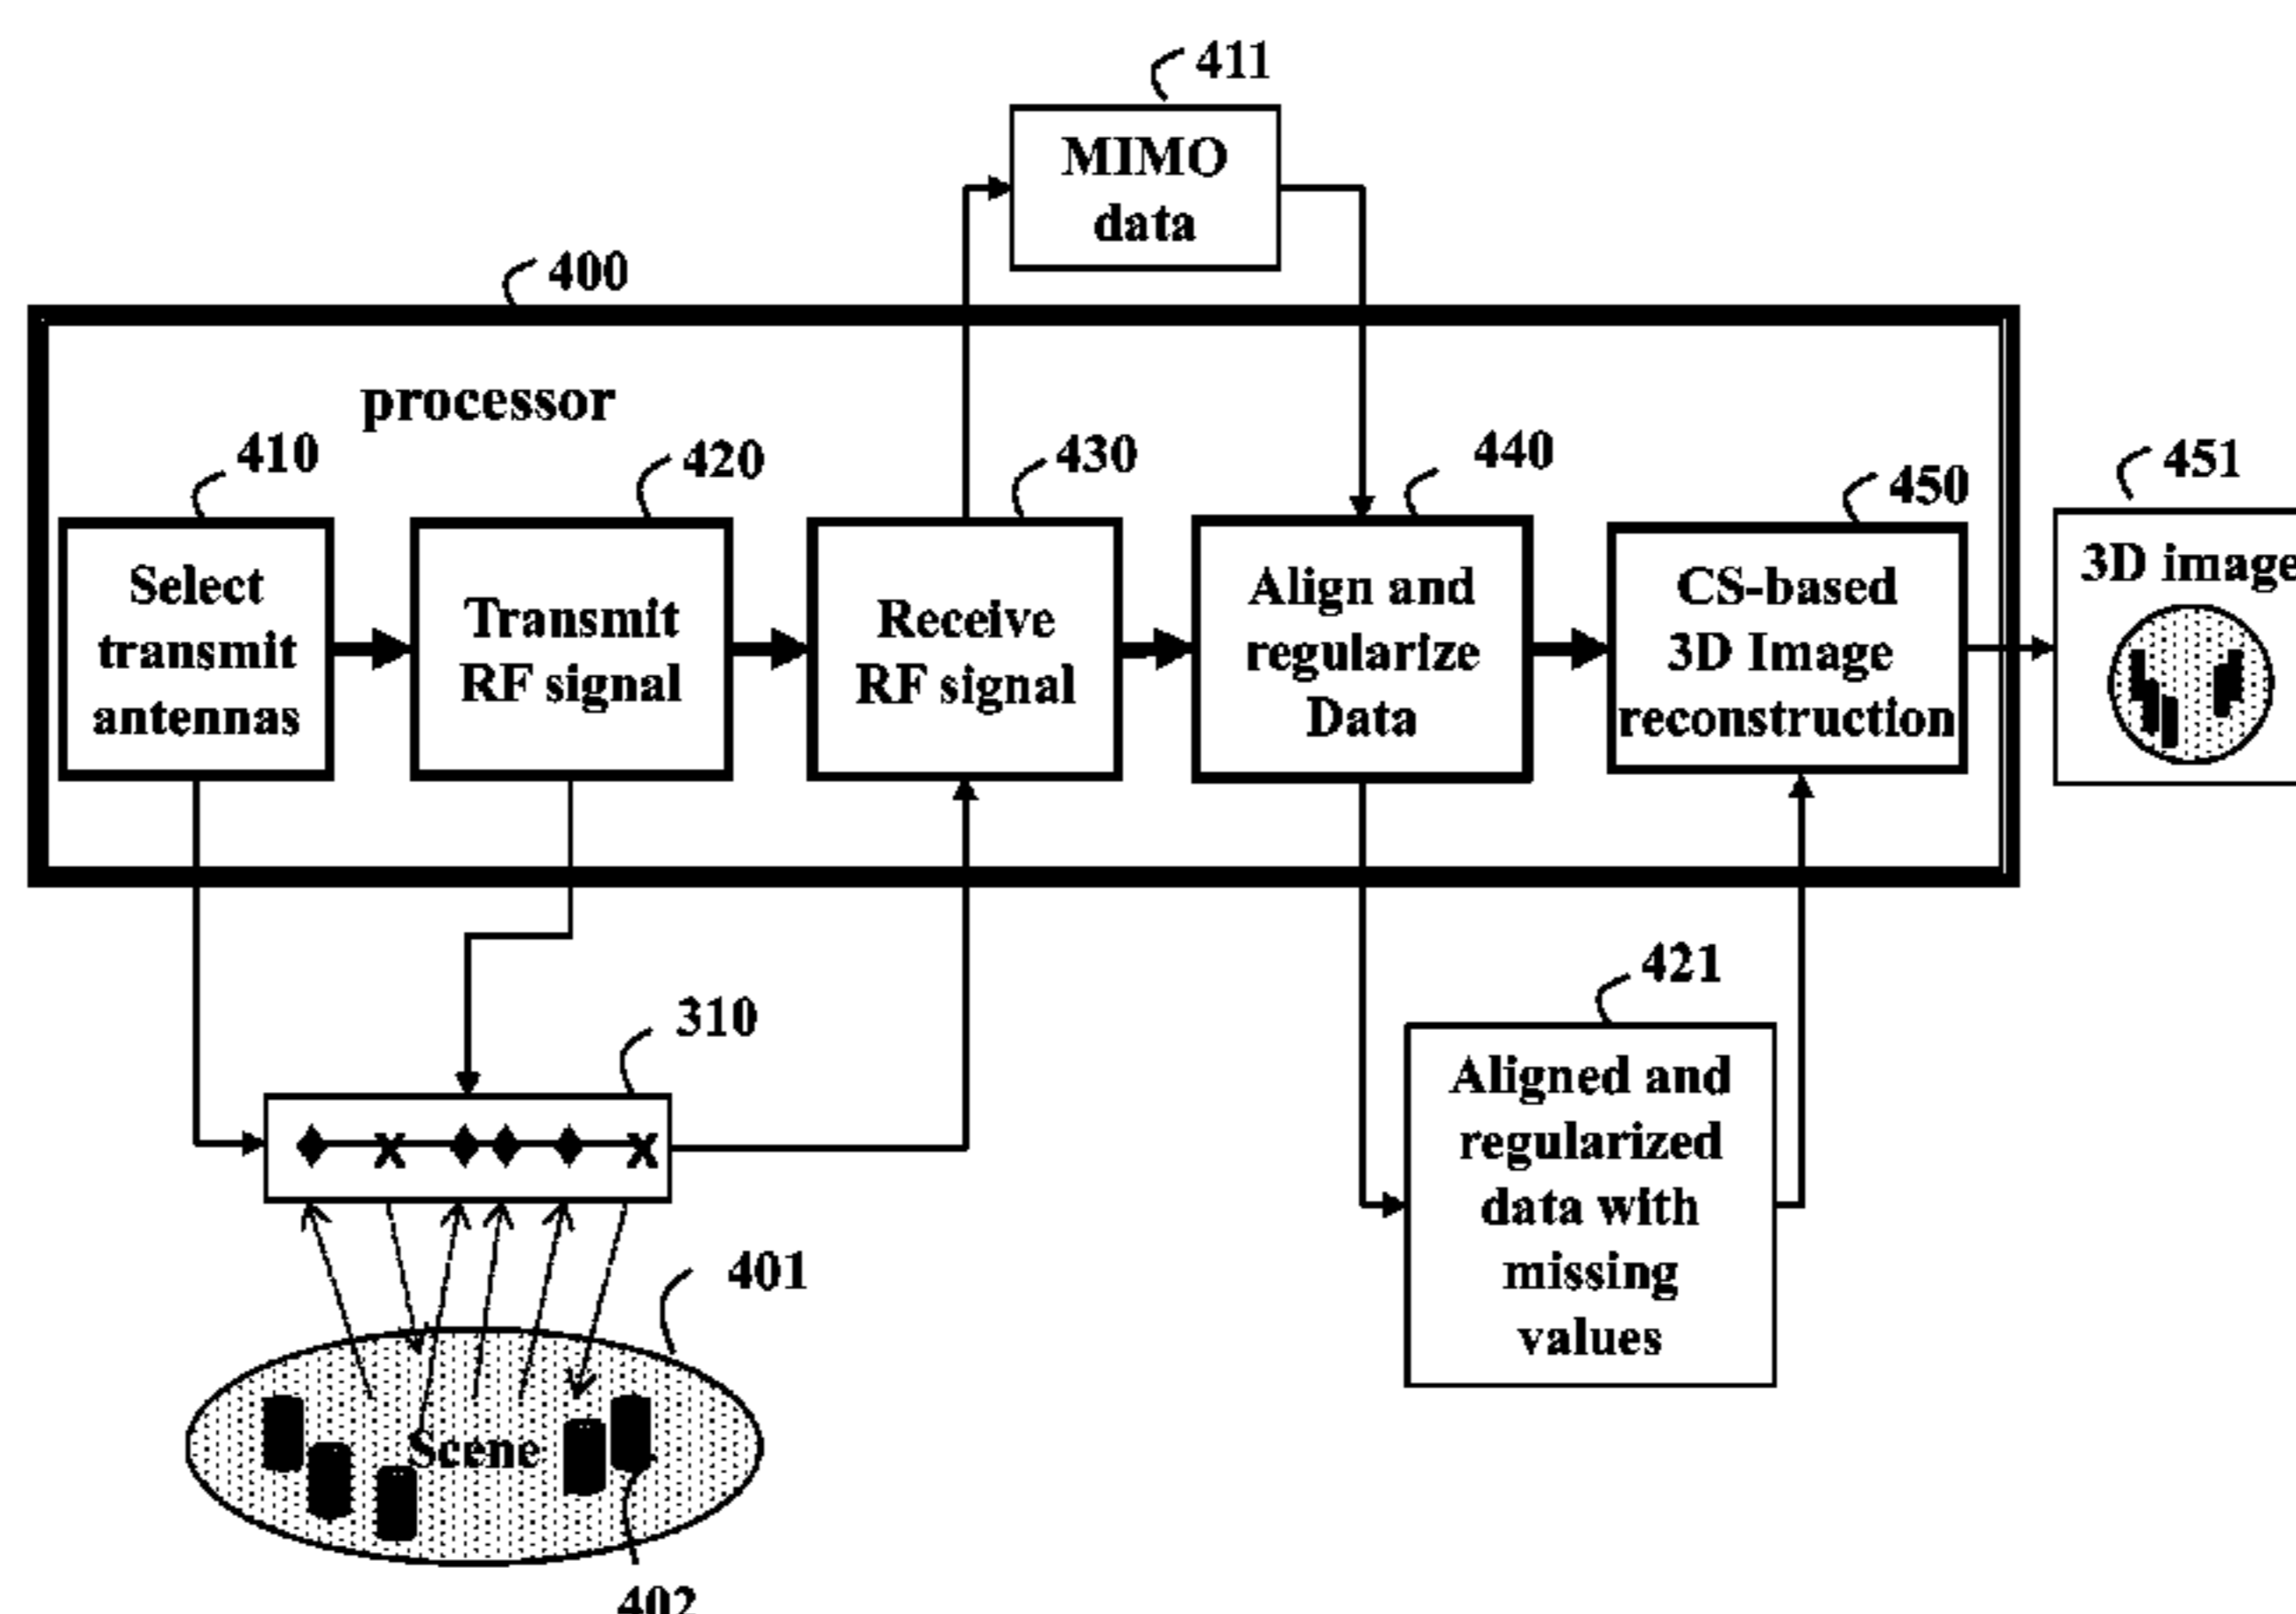 411
MIMO
data
400
processor
410
420
430
440
450
451
Select
transmit
antennas
Transmit
RF signal
Receive
RF signal
Align and
regularize
Data
CS-based
3D Image
reconstruction
3D image
310
421
Aligned and
regularized
data with
missing
values
x
x
401
Scene
402